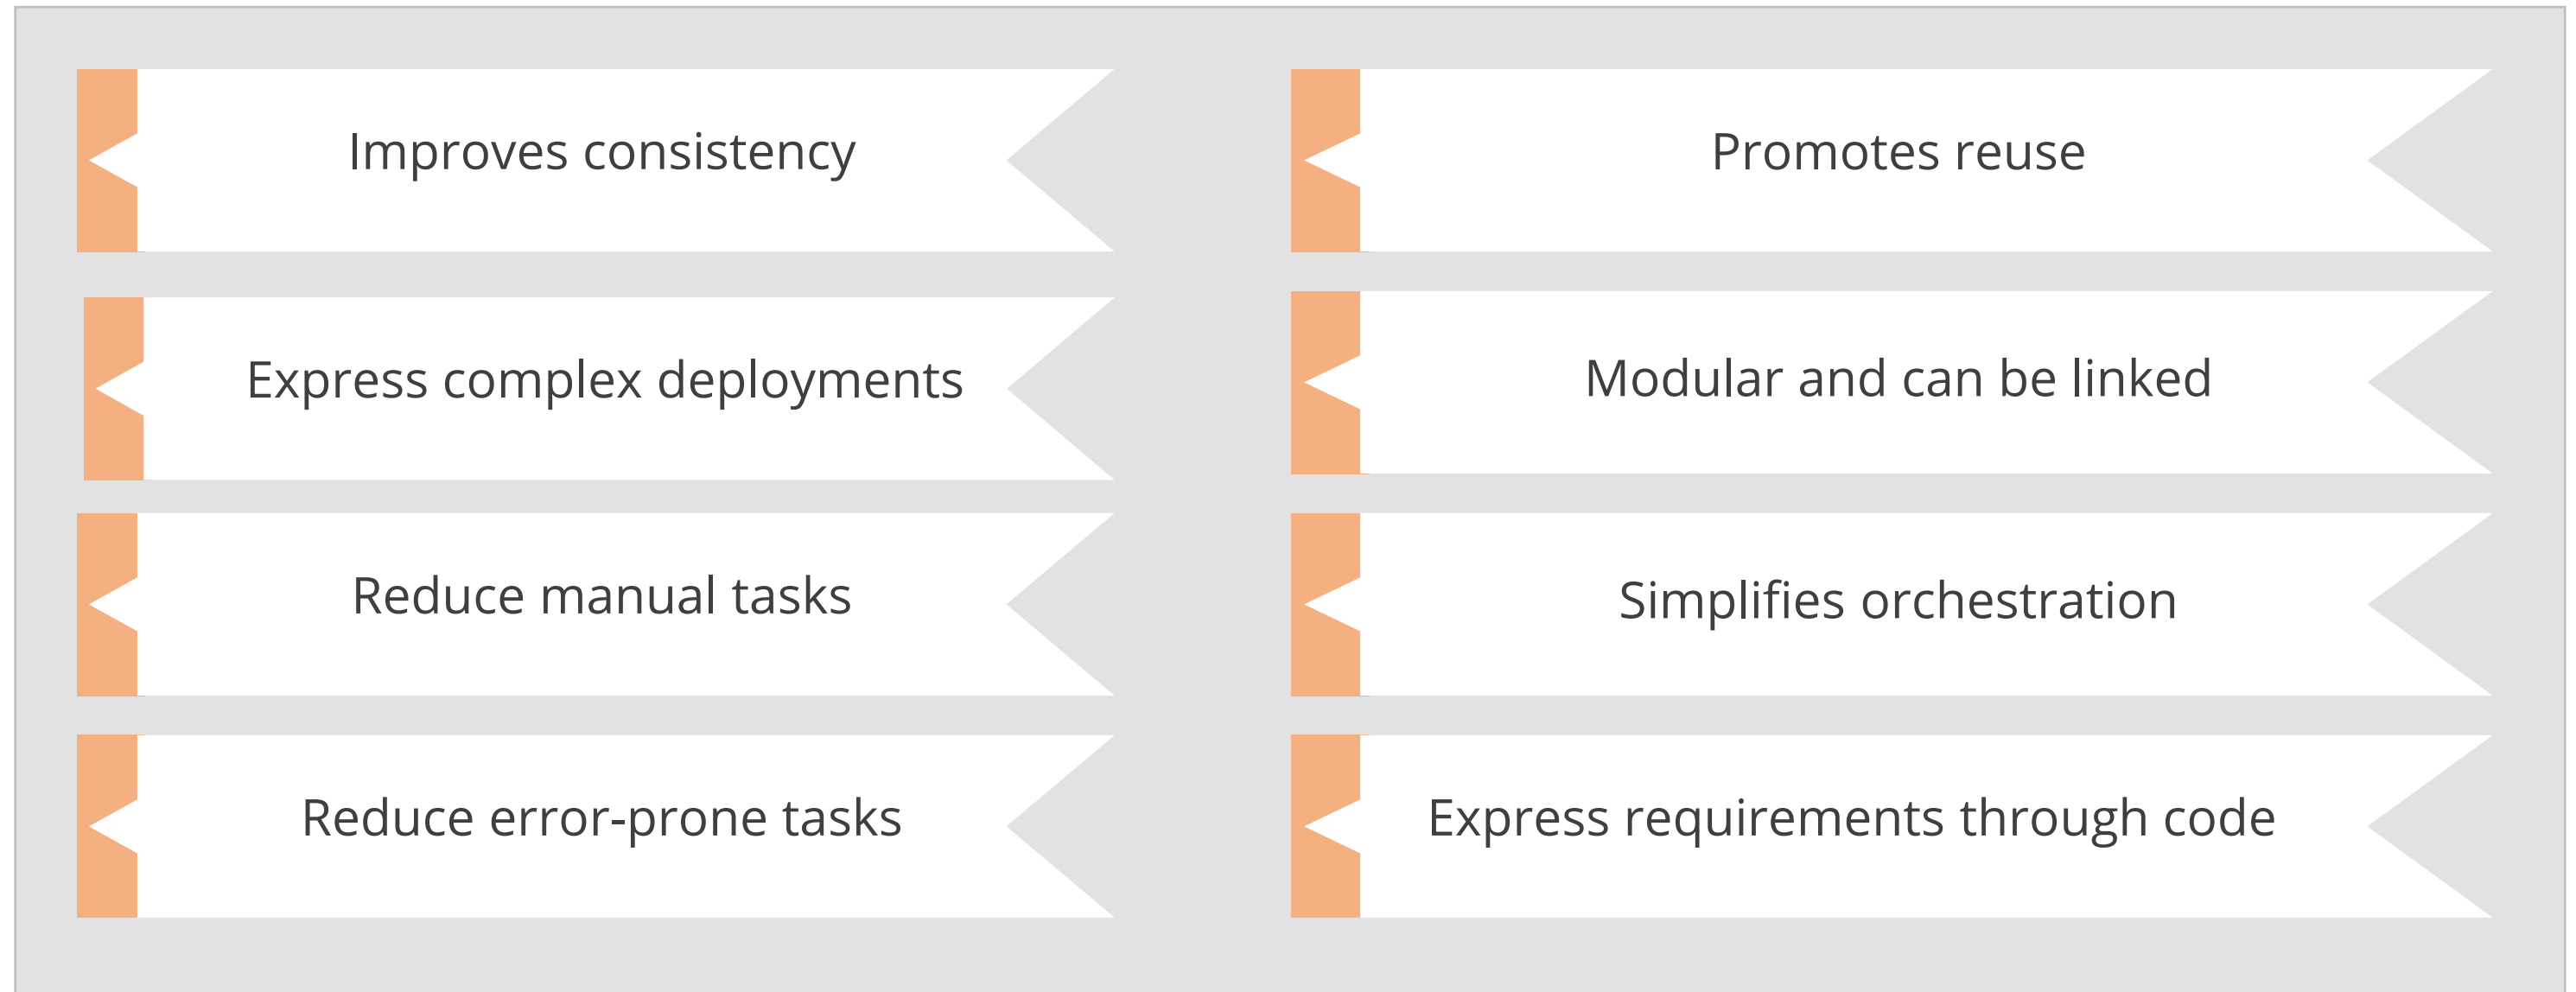 Improves consistency
Express complex deployments
Reduce manual tasks
Reduce error-prone tasks
Promotes reuse
Modular and can be linked
Simplifies orchestration
Express requirements through code